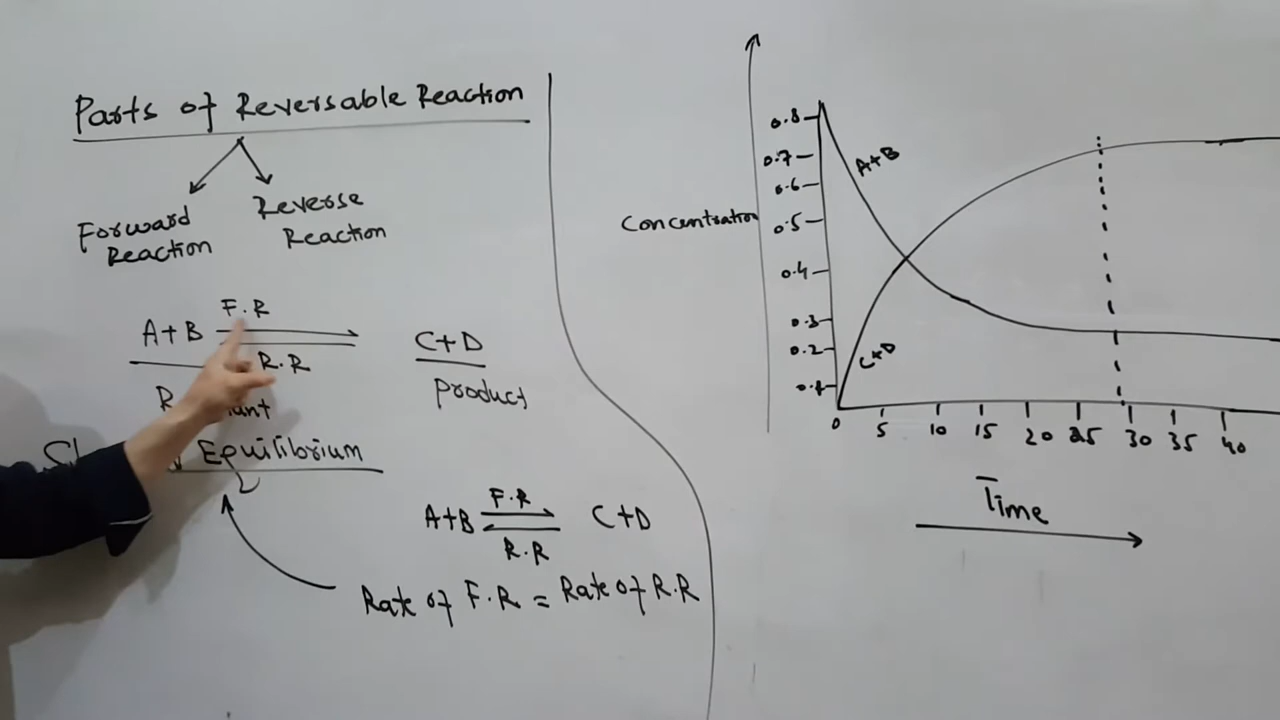 Parts of Reversable Reaction
Forward Reaction
Reverse Reaction
F.R
A+B
C+D
R.R
Product
Equilibrium
F.R
A+B
C+D
R.R
Rate of F.R = Rate of R.R
Concentration
0.8
0.7
0.6
0.5
0.4
0.3
0.2
0.1
A+B
C+D
0 5 10 15 20 25 30 35 40
Time